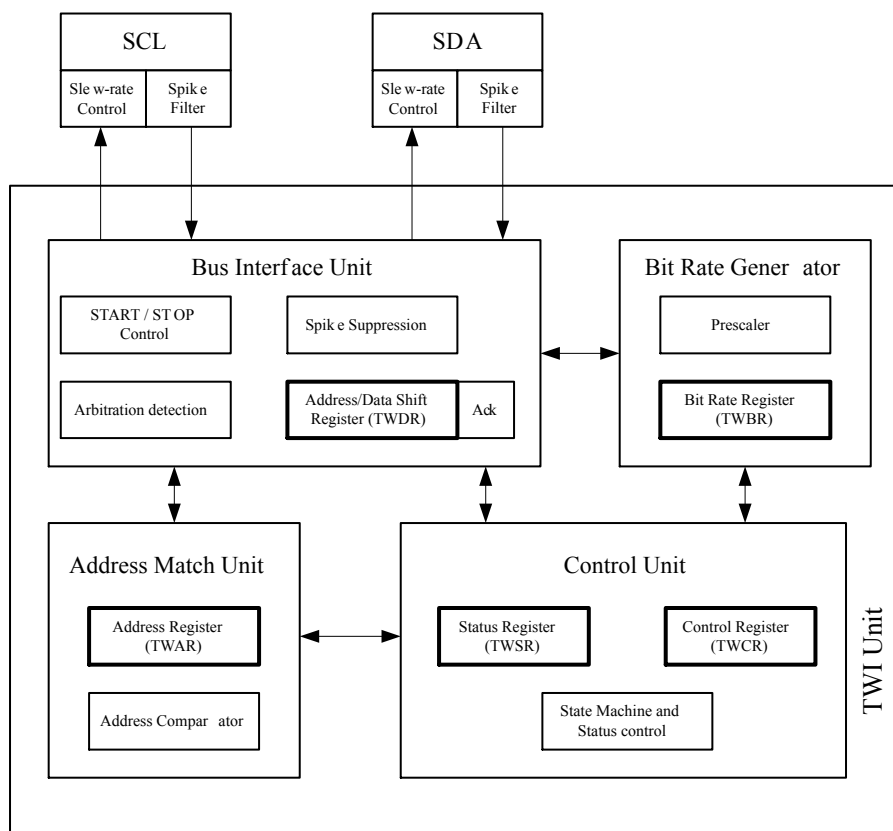 SCL
SDA
Slew-rate
Control
Spike
Filter
Slew-rate
Control
Spike
Filter
Bus Interface Unit
START / STOP
Control
Spike Suppression
Arbitration detection
Address/Data Shift
Register (TWDR)
Ack
Bit Rate Generator
Prescaler
Bit Rate Register
(TWBR)
Address Match Unit
Address Register
(TWAR)
Address Comparator
Control Unit
Status Register
(TWSR)
Control Register
(TWCR)
State Machine and
Status control
TWI Unit